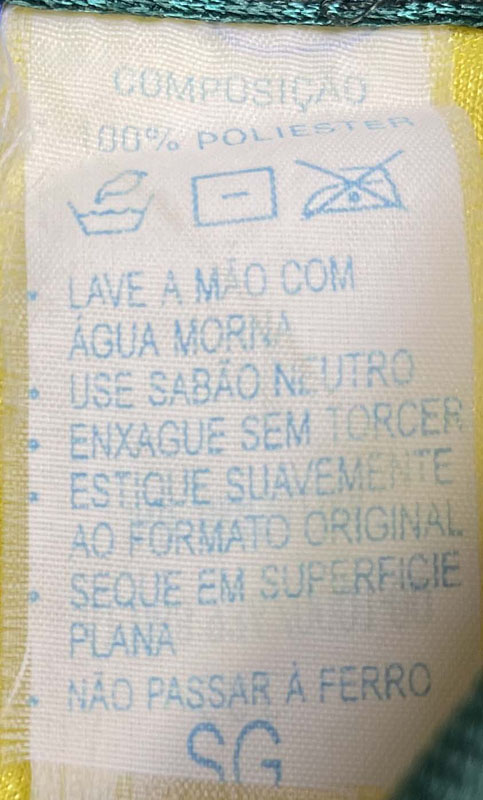 COMPOSIÇÃO
100% POLIESTER
• LAVE A MÃO COM
ÁGUA MORNA
• USE SABÃO NEUTRO
• ENXAGUE SEM TORCER
• ESTIQUE SUAVEMENTE
AO FORMATO ORIGINAL
• SEQUE EM SUPERFICIE
PLANA
• NÃO PASSAR À FERRO
SG